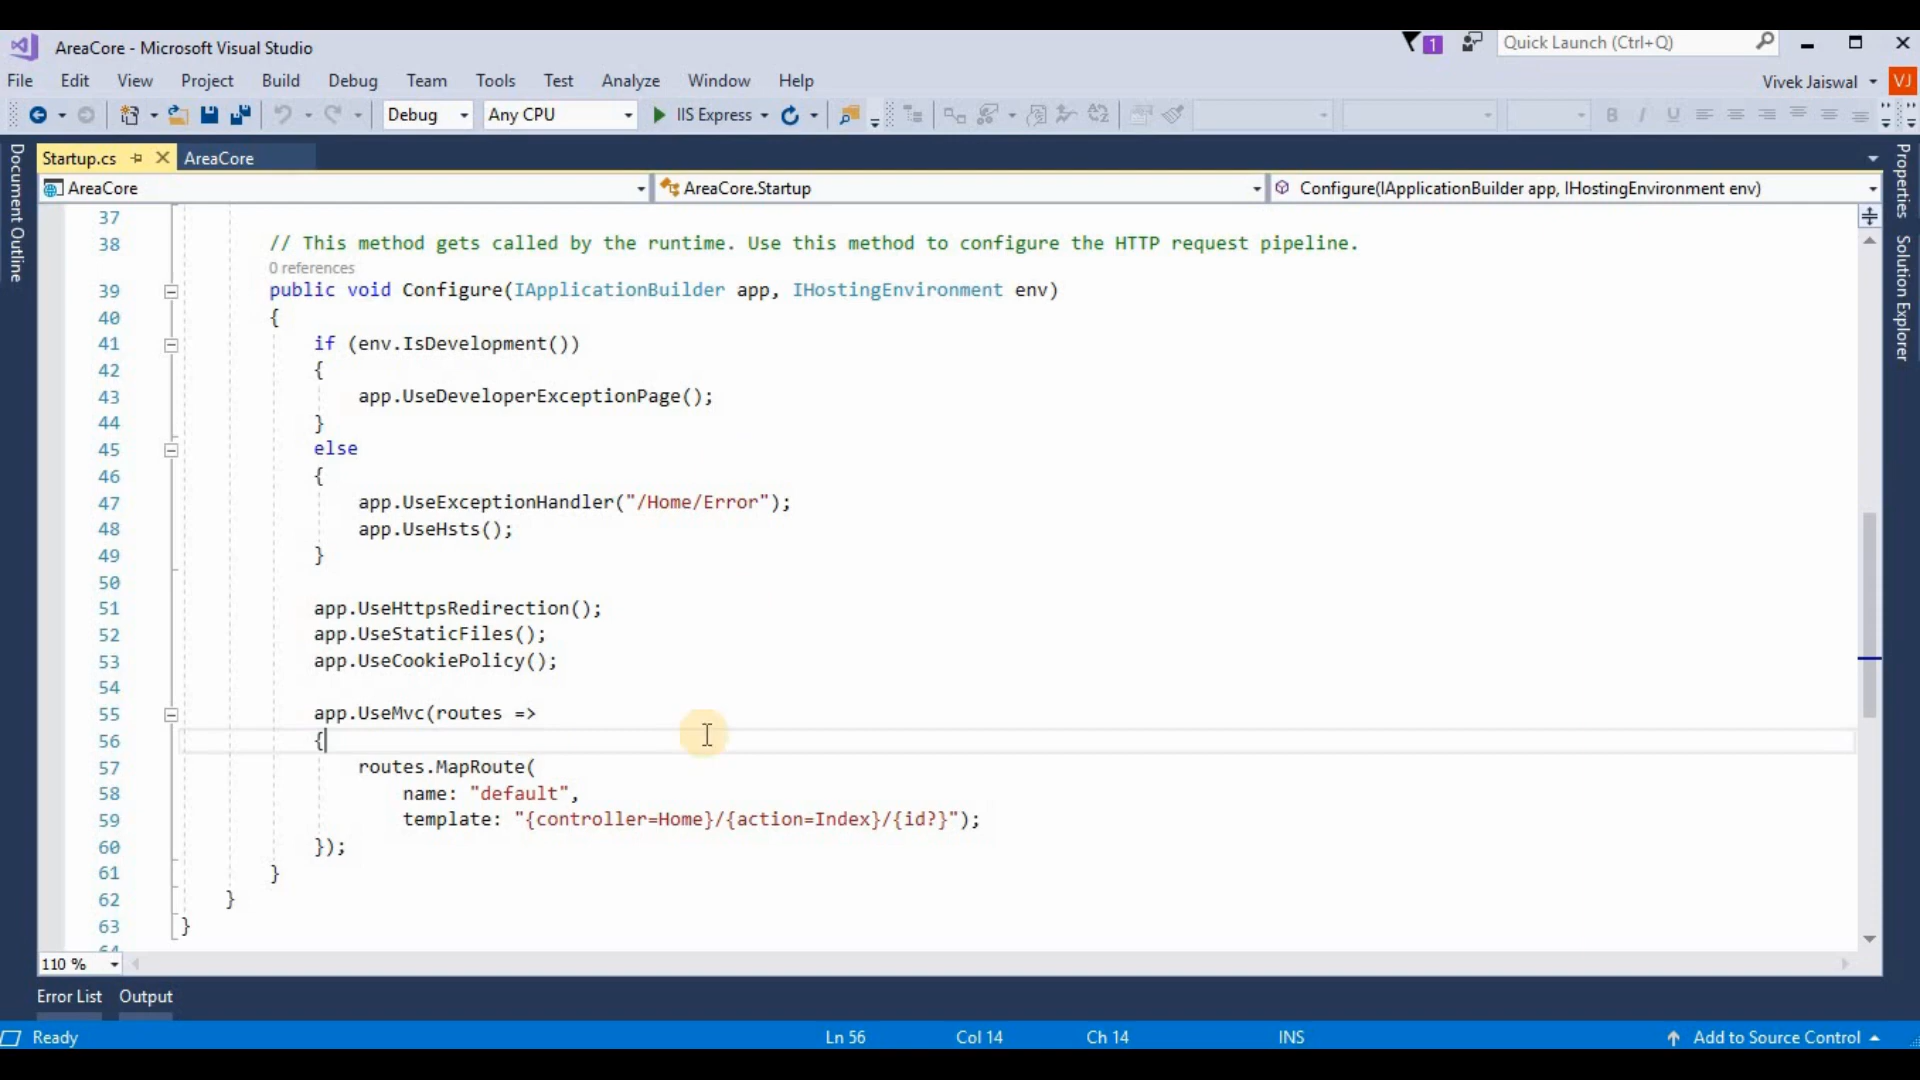 AreaCore - Microsoft Visual Studio
1
Quick Launch (Ctrl+Q)
File Edit View Project Build Debug Team Tools Test Analyze Window Help
Vivek Jaiswal VJ
Debug Any CPU IIS Express
Startup.cs AreaCore
AreaCore AreaCore.Startup Configure(IApplicationBuilder app, IHostingEnvironment env)
Document Outline
Properties
Solution Explorer
37
38 // This method gets called by the runtime. Use this method to configure the HTTP request pipeline.
0 references
39 public void Configure(IApplicationBuilder app, IHostingEnvironment env)
40 {
41 if (env.IsDevelopment())
42 {
43 app.UseDeveloperExceptionPage();
44 }
45 else
46 {
47 app.UseExceptionHandler("/Home/Error");
48 app.UseHsts();
49 }
50
51 app.UseHttpsRedirection();
52 app.UseStaticFiles();
53 app.UseCookiePolicy();
54
55 app.UseMvc(routes =>
56 {
57 routes.MapRoute(
58 name: "default",
59 template: "{controller=Home}/{action=Index}/{id?}");
60 });
61 }
62 }
63 }
64
110 %
Error List Output
Ready Ln 56 Col 14 Ch 14 INS Add to Source Control